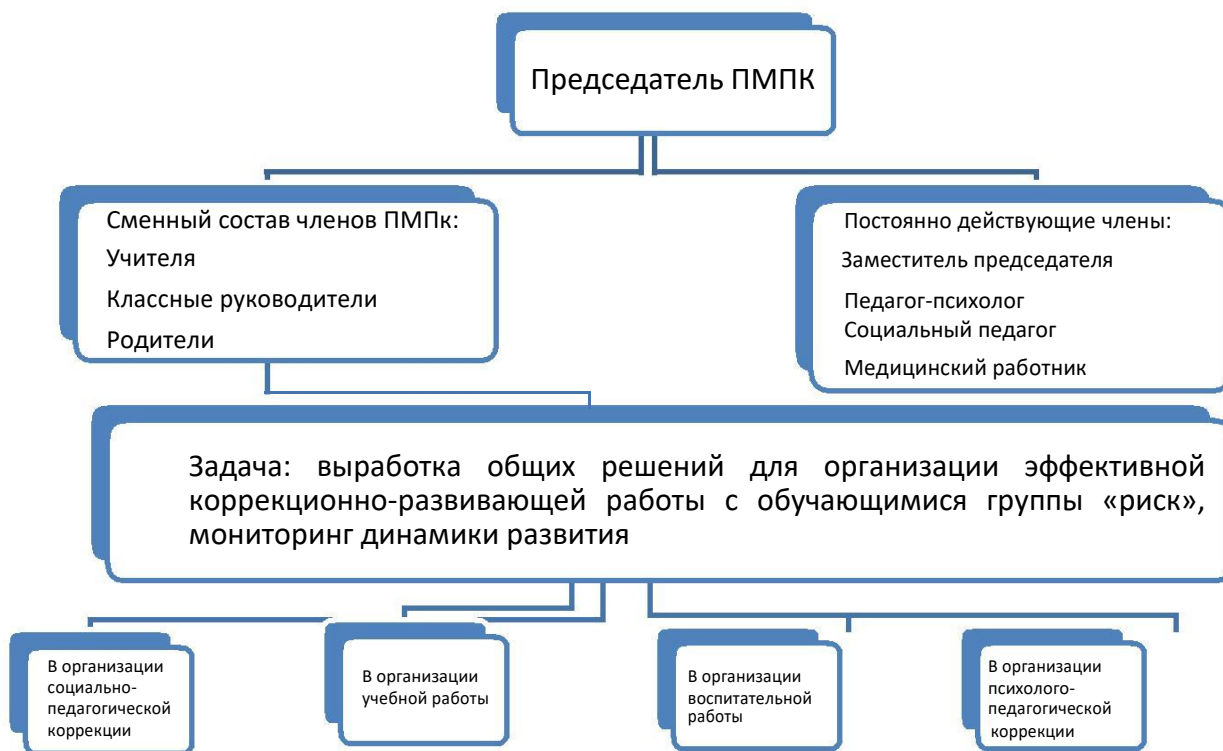 Председатель ПМПК
Сменный состав членов ПМПк:
Учителя
Классные руководители
Родители
Постоянно действующие члены:
Заместитель председателя
Педагог-психолог
Социальный педагог
Медицинский работник
Задача: выработка общих решений для организации эффективной
коррекционно-развивающей работы с обучающимися группы «риск»,
мониторинг динамики развития
В организации
социально-
педагогической
коррекции
В организации
учебной работы
В организации
воспитательной
работы
В организации
психолого-
педагогической
коррекции